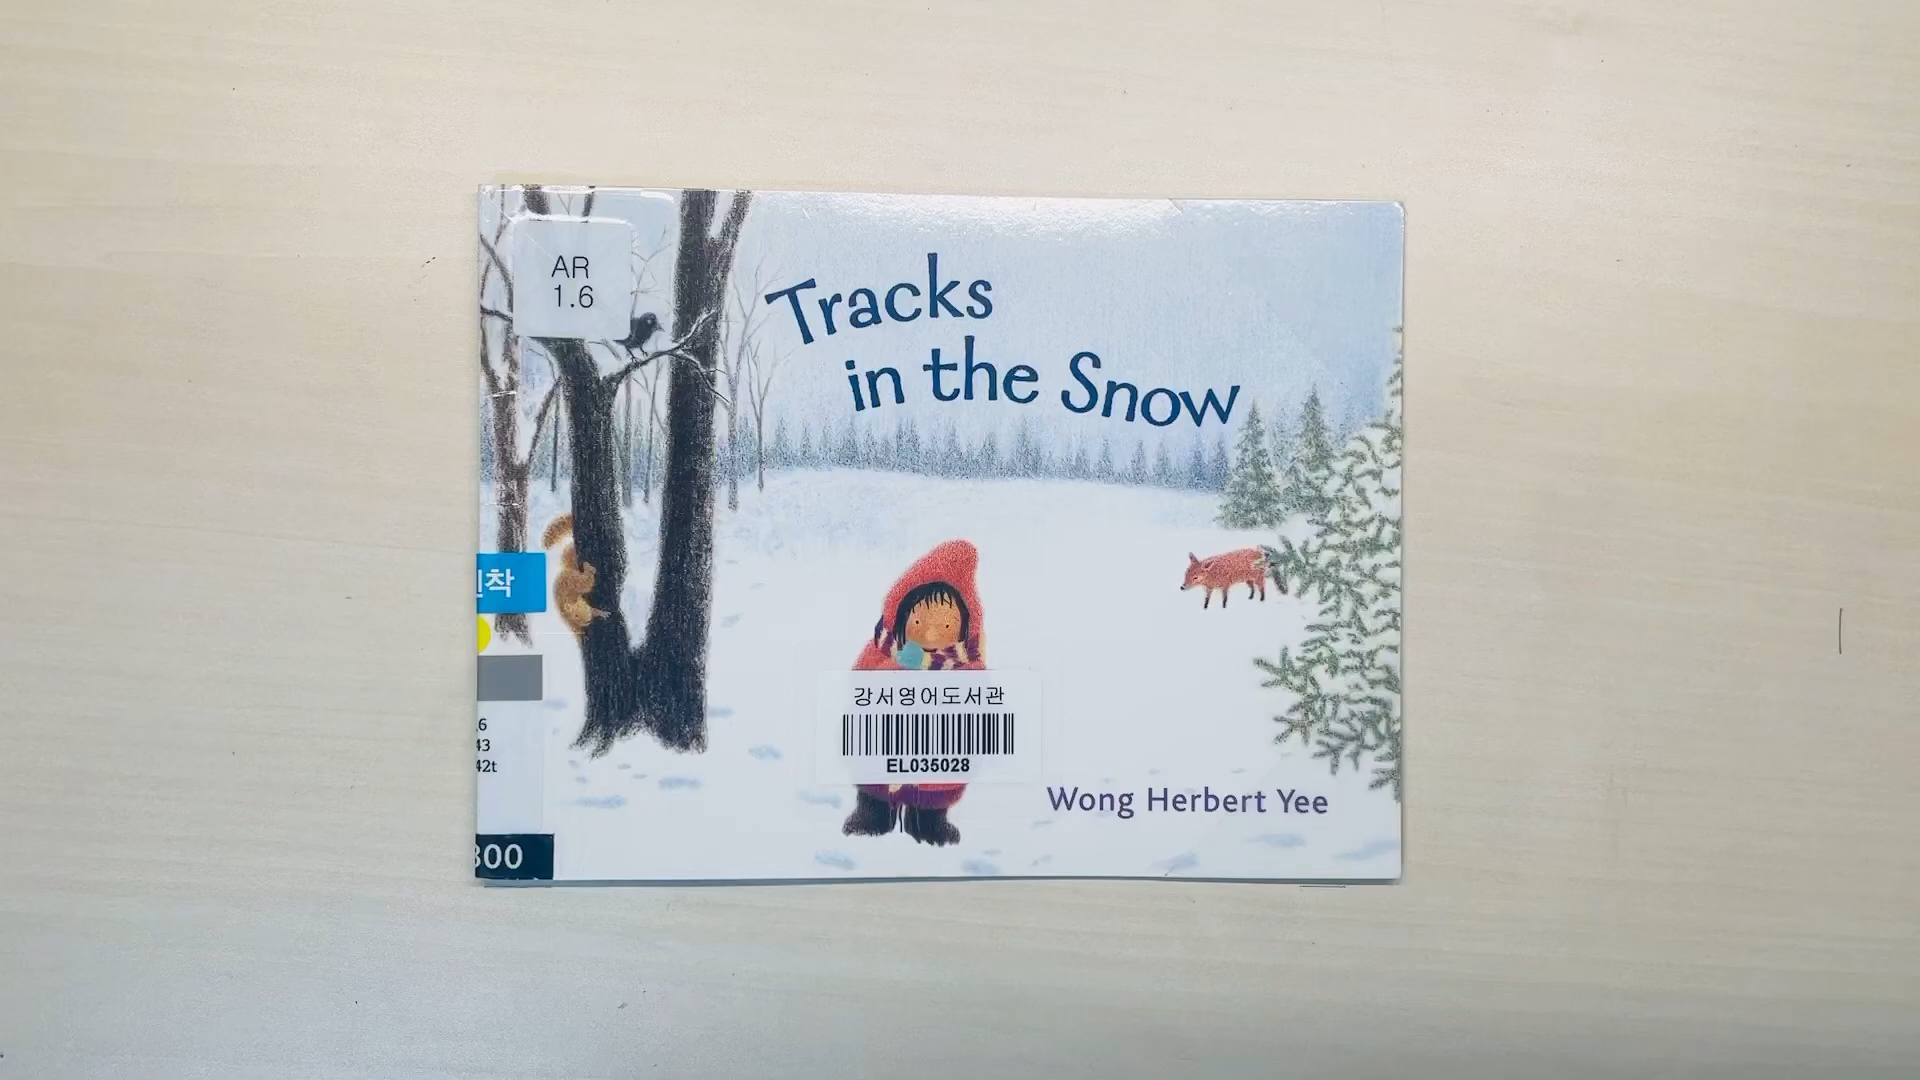 AR
1.6
Tracks
in the Snow
착
강서영어도서관
EL035028
.6
43
42t
Wong Herbert Yee
300